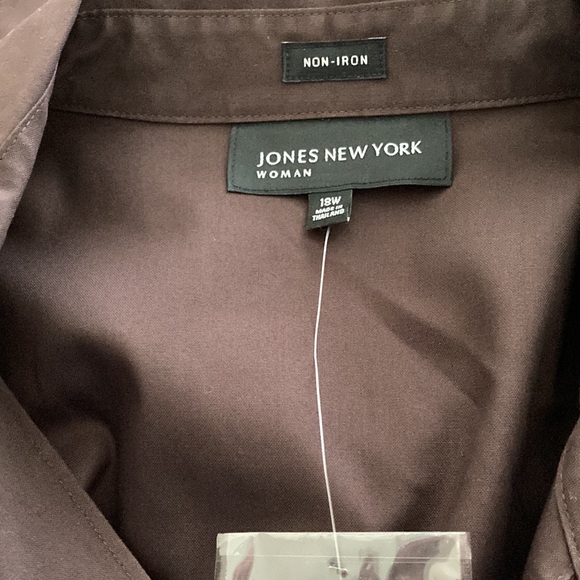 NON-IRON
JONES NEW YORK
WOMAN
18W
MADE IN
THAILAND